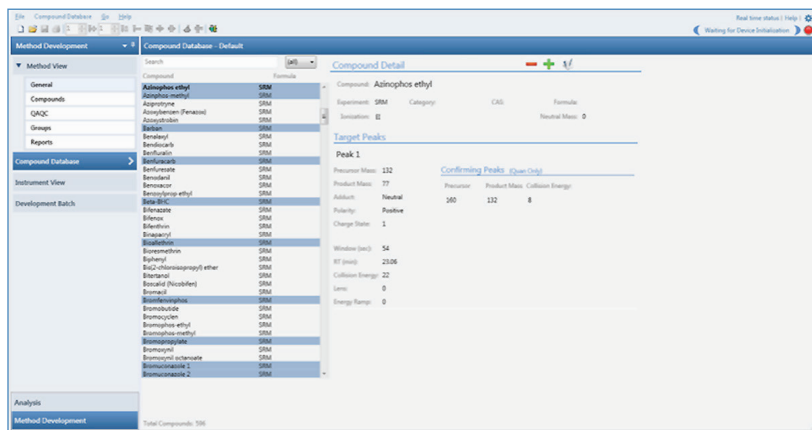 File Compound Database Go Help
Real time status | Help |
Waiting for Device Initialization
Method Development
Compound Database - Default
Method View
General
Compounds
QAQC
Groups
Reports
Compound Database
Instrument View
Development Batch
Analysis
Method Development
Search (all)
Compound Formula
Azinophos ethyl SRM
Azinphos-methyl SRM
Aziprotryne SRM
Azoxybenzen (Fenazox) SRM
Azoxystrobin SRM
Barban SRM
Benalaxyl SRM
Bendiocarb SRM
Benfluralin SRM
Benfuracarb SRM
Benfuresate SRM
Benodanil SRM
Benoxacor SRM
Benzoylprop ethyl SRM
Beta-BHC SRM
Bifenazate SRM
Bifenox SRM
Bifenthrin SRM
Binapacryl SRM
Bioallethrin SRM
Bioresmethrin SRM
Biphenyl SRM
Bis(2-chloroisopropyl) ether SRM
Bitertanol SRM
Boscalid (Nicobifen) SRM
Bromacil SRM
Bromfenvinphos SRM
Bromobutide SRM
Bromocyclen SRM
Bromophos-ethyl SRM
Bromophos-methyl SRM
Bromopropylate SRM
Bromoxynil SRM
Bromoxynil octanoate SRM
Bromuconazole 1 SRM
Bromuconazole 2 SRM
Total Compounds: 596
Compound Detail
Compound: Azinophos ethyl
Experiment: SRM Category: CAS: Formula:
Ionization: EI Neutral Mass: 0
Target Peaks
Peak 1
Precursor Mass: 132
Product Mass: 77
Adduct: Neutral
Polarity: Positive
Charge State: 1
Window (sec): 54
RT (min): 23.06
Collision Energy: 22
Lens: 0
Energy Ramp: 0
Confirming Peaks (Quan Only)
Precursor Product Mass Collision Energy:
160 132 8